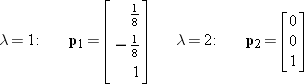 λ = 1: p₁ = [1/8 −1/8 1] λ = 2: p₂ = [0 0 1]